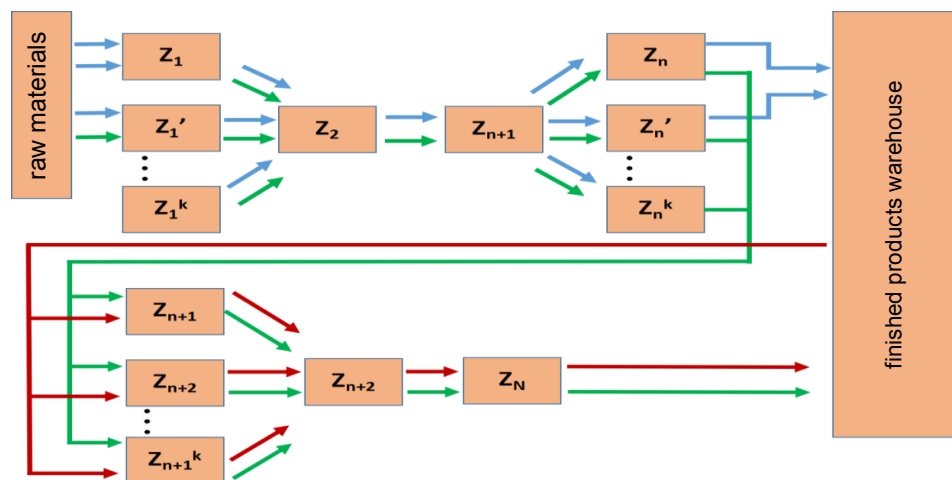 raw materials
Z₁
Z₁′
Z₁ᵏ
Z₂
Zₙ₊₁
Zₙ
Zₙ′
Zₙᵏ
finished products warehouse
Zₙ₊₁
Zₙ₊₂
Zₙ₊₁ᵏ
Zₙ₊₂
Z_N